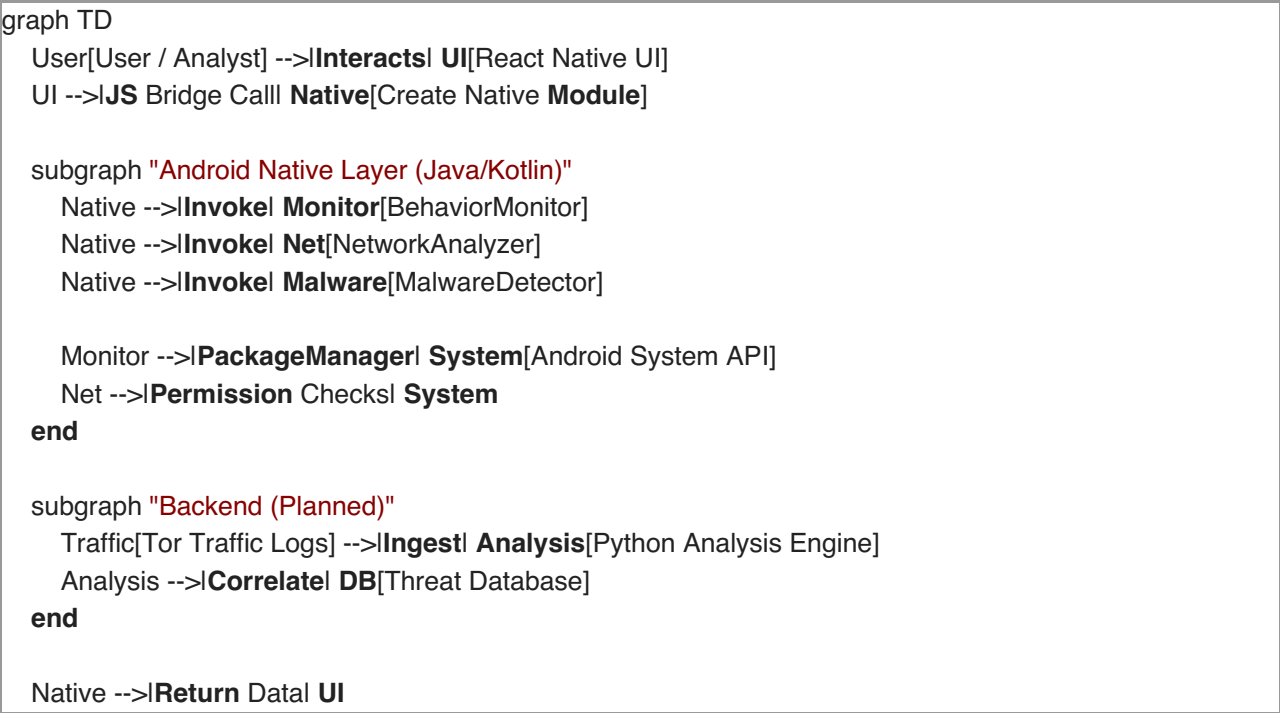 graph TD
User[User / Analyst] -->|Interacts| UI[React Native UI]
UI -->|JS Bridge Call| Native[Create Native Module]
subgraph "Android Native Layer (Java/Kotlin)"
Native -->|Invoke| Monitor[BehaviorMonitor]
Native -->|Invoke| Net[NetworkAnalyzer]
Native -->|Invoke| Malware[MalwareDetector]
Monitor -->|PackageManager| System[Android System API]
Net -->|Permission Checks| System
end
subgraph "Backend (Planned)"
Traffic[Tor Traffic Logs] -->|Ingest| Analysis[Python Analysis Engine]
Analysis -->|Correlate| DB[Threat Database]
end
Native -->|Return Data| UI